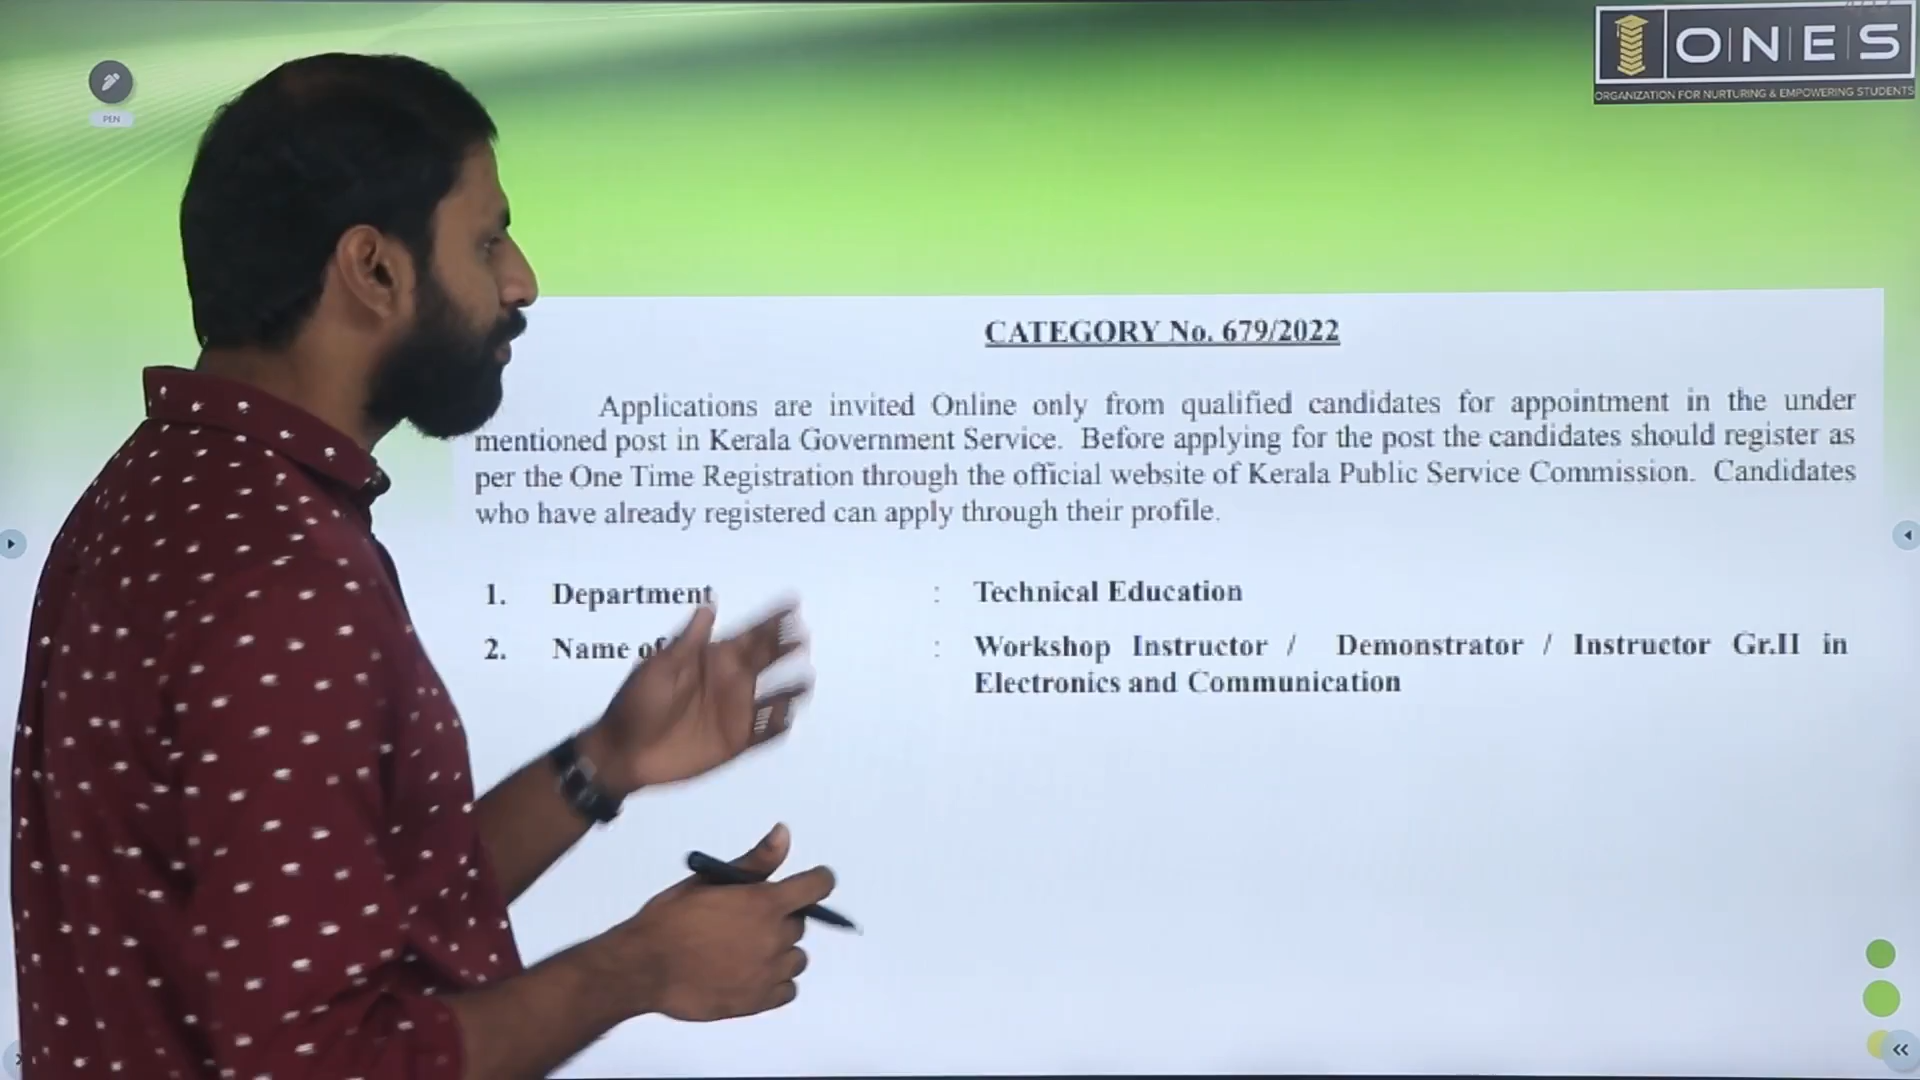 PEN
ONES
ORGANIZATION FOR NURTURING & EMPOWERING STUDENTS
CATEGORY No. 679/2022
Applications are invited Online only from qualified candidates for appointment in the under
mentioned post in Kerala Government Service. Before applying for the post the candidates should register as
per the One Time Registration through the official website of Kerala Public Service Commission. Candidates
who have already registered can apply through their profile.
1. Department : Technical Education
2. Name of : Workshop Instructor / Demonstrator / Instructor Gr.II in
Electronics and Communication